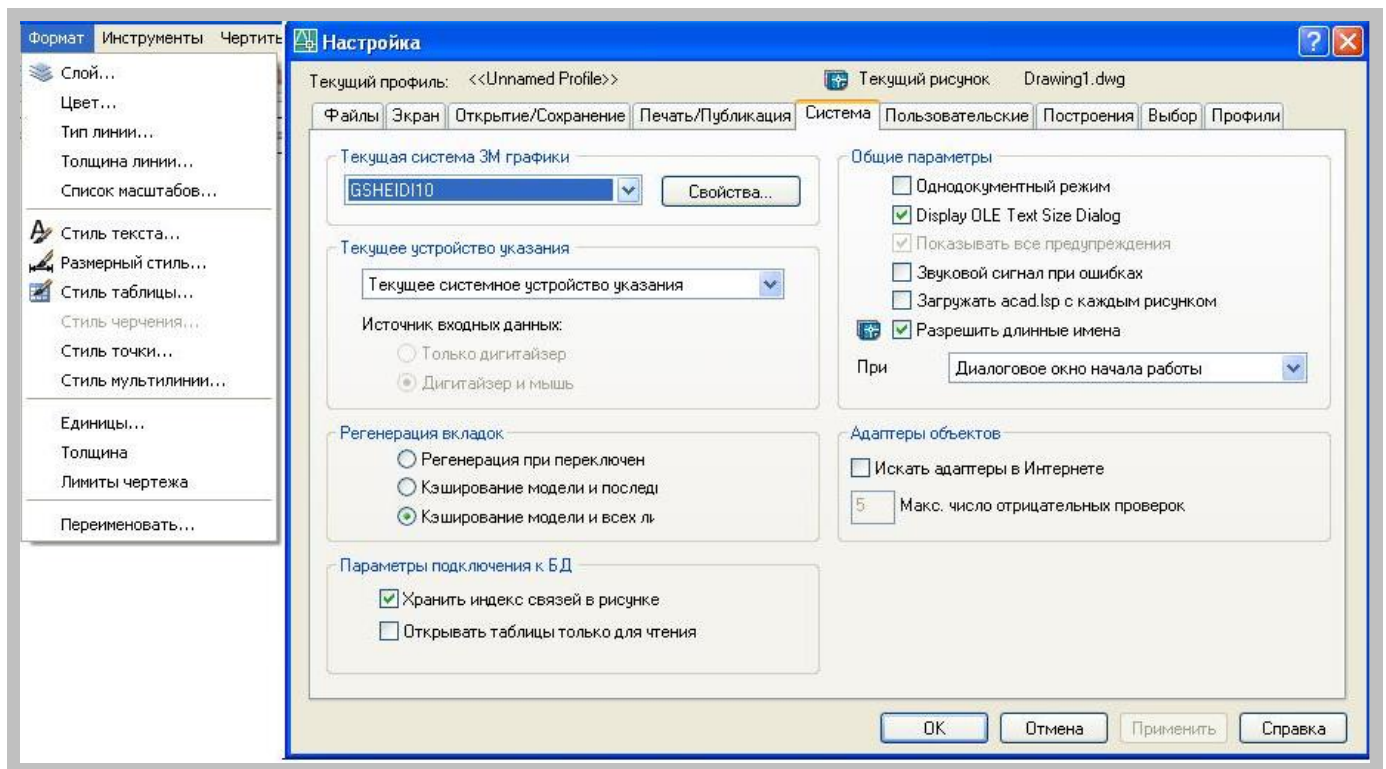 Формат Инструменты Чертить
Слой...
Цвет...
Тип линии...
Толщина линии...
Список масштабов...
Стиль текста...
Размерный стиль...
Стиль таблицы...
Стиль черчения...
Стиль точки...
Стиль мультилинии...
Единицы...
Толщина
Лимиты чертежа
Переименовать...
Настройка
Текущий профиль: <<Unnamed Profile>> Текущий рисунок Drawing1.dwg
Файлы Экран Открытие/Сохранение Печать/Публикация Система Пользовательские Построения Выбор Профили
Текущая система 3М графики
GSHEIDI10 Свойства...
Текущее устройство указания
Текущее системное устройство указания
Источник входных данных:
Только дигитайзер
Дигитайзер и мышь
Регенерация вкладок
Регенерация при переключен
Кэширование модели и последı
Кэширование модели и всех ли
Параметры подключения к БД
Хранить индекс связей в рисунке
Открывать таблицы только для чтения
Общие параметры
Однодокументный режим
Display OLE Text Size Dialog
Показывать все предупреждения
Звуковой сигнал при ошибках
Загружать acad.lsp с каждым рисунком
Разрешить длинные имена
При Диалоговое окно начала работы
Адаптеры объектов
Искать адаптеры в Интернете
5 Макс. число отрицательных проверок
OK Отмена Применить Справка